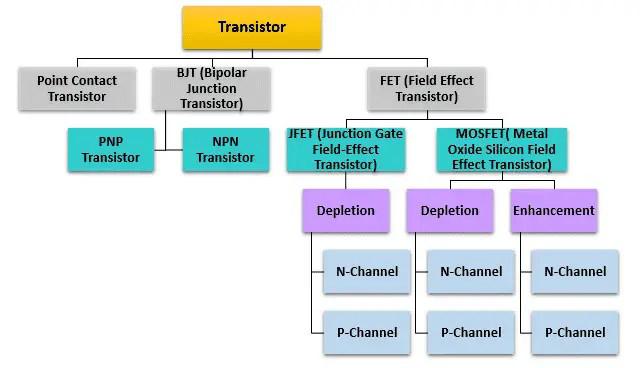 Transistor
Point Contact
Transistor
BJT (Bipolar
Junction
Transistor)
FET (Field Effect
Transistor)
PNP
Transistor
NPN
Transistor
JFET (Junction Gate
Field-Effect
Transistor)
MOSFET( Metal
Oxide Silicon Field
Effect Transistor)
Depletion
Depletion
Enhancement
N-Channel
N-Channel
N-Channel
P-Channel
P-Channel
P-Channel